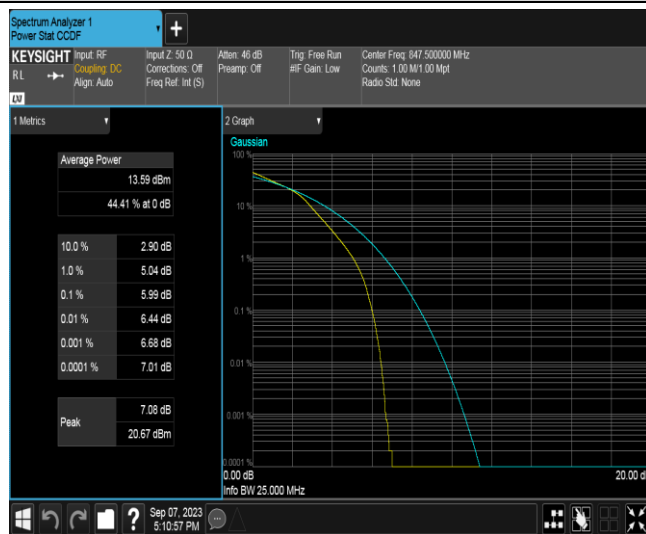 Spectrum Analyzer 1
Power Stat CCDF
+
KEYSIGHT
RL
Input: RF
Coupling: DC
Align: Auto
Input Z: 50 Ω
Corrections: Off
Freq Ref: Int (S)
Atten: 46 dB
Preamp: Off
Trig: Free Run
#IF Gain: Low
Center Freq: 847.500000 MHz
Counts: 1.00 M/1.00 Mpt
Radio Std: None
LXI
1 Metrics
Average Power
13.59 dBm
44.41 % at 0 dB
10.0 % 2.90 dB
1.0 % 5.04 dB
0.1 % 5.99 dB
0.01 % 6.44 dB
0.001 % 6.68 dB
0.0001 % 7.01 dB
Peak
7.08 dB
20.67 dBm
2 Graph
Gaussian
100 %
10 %
1 %
0.1 %
0.01 %
0.001 %
0.0001 %
0.00 dB
20.00 d
Info BW 25.000 MHz
?
Sep 07, 2023
5:10:57 PM